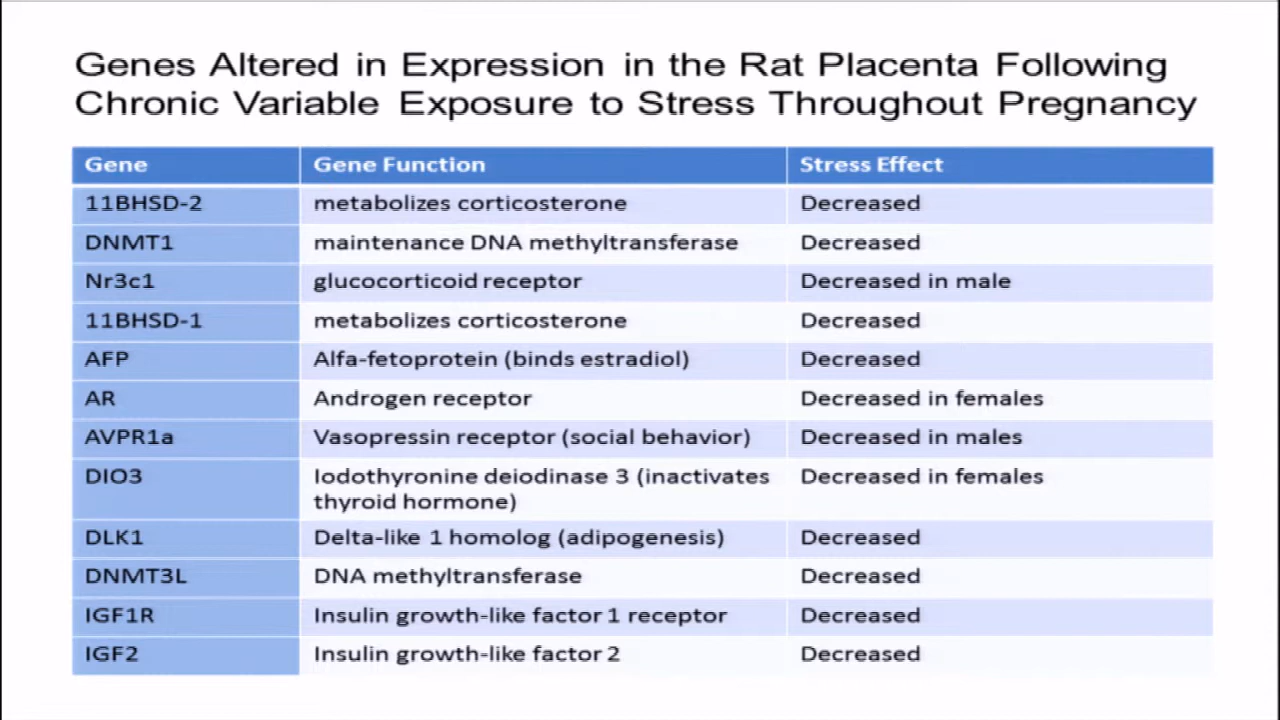 Genes Altered in Expression in the Rat Placenta Following
Chronic Variable Exposure to Stress Throughout Pregnancy
Gene Gene Function Stress Effect
11BHSD-2 metabolizes corticosterone Decreased
DNMT1 maintenance DNA methyltransferase Decreased
Nr3c1 glucocorticoid receptor Decreased in male
11BHSD-1 metabolizes corticosterone Decreased
AFP Alfa-fetoprotein (binds estradiol) Decreased
AR Androgen receptor Decreased in females
AVPR1a Vasopressin receptor (social behavior) Decreased in males
DIO3 Iodothyronine deiodinase 3 (inactivates Decreased in females
thyroid hormone)
DLK1 Delta-like 1 homolog (adipogenesis) Decreased
DNMT3L DNA methyltransferase Decreased
IGF1R Insulin growth-like factor 1 receptor Decreased
IGF2 Insulin growth-like factor 2 Decreased